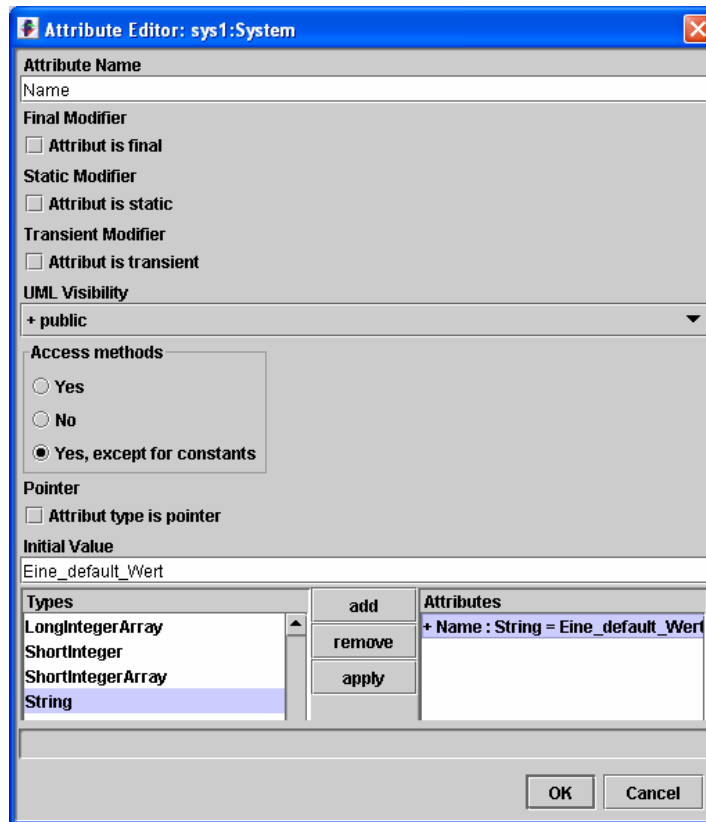 Attribute Editor: sys1:System
Attribute Name
Name
Final Modifier
Attribut is final
Static Modifier
Attribut is static
Transient Modifier
Attribut is transient
UML Visibility
+ public
Access methods
Yes
No
Yes, except for constants
Pointer
Attribut type is pointer
Initial Value
Eine_default_Wert
Types
LongIntegerArray
ShortInteger
ShortIntegerArray
String
add
remove
apply
Attributes
+ Name : String = Eine_default_Wert
OK
Cancel